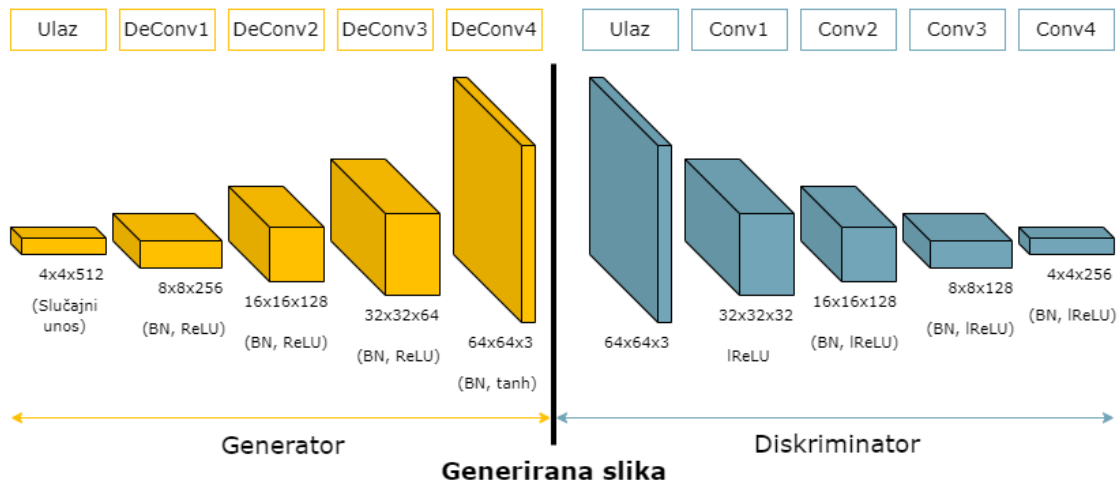 Ulaz
DeConv1
DeConv2
DeConv3
DeConv4
Ulaz
Conv1
Conv2
Conv3
Conv4
4x4x512
(Slučajni
unos)
8x8x256
(BN, ReLU)
16x16x128
(BN, ReLU)
32x32x64
(BN, ReLU)
64x64x3
(BN, tanh)
64x64x3
32x32x32
lReLU
16x16x128
(BN, lReLU)
8x8x128
(BN, lReLU)
4x4x256
(BN, lReLU)
Generator
Diskriminator
Generirana slika